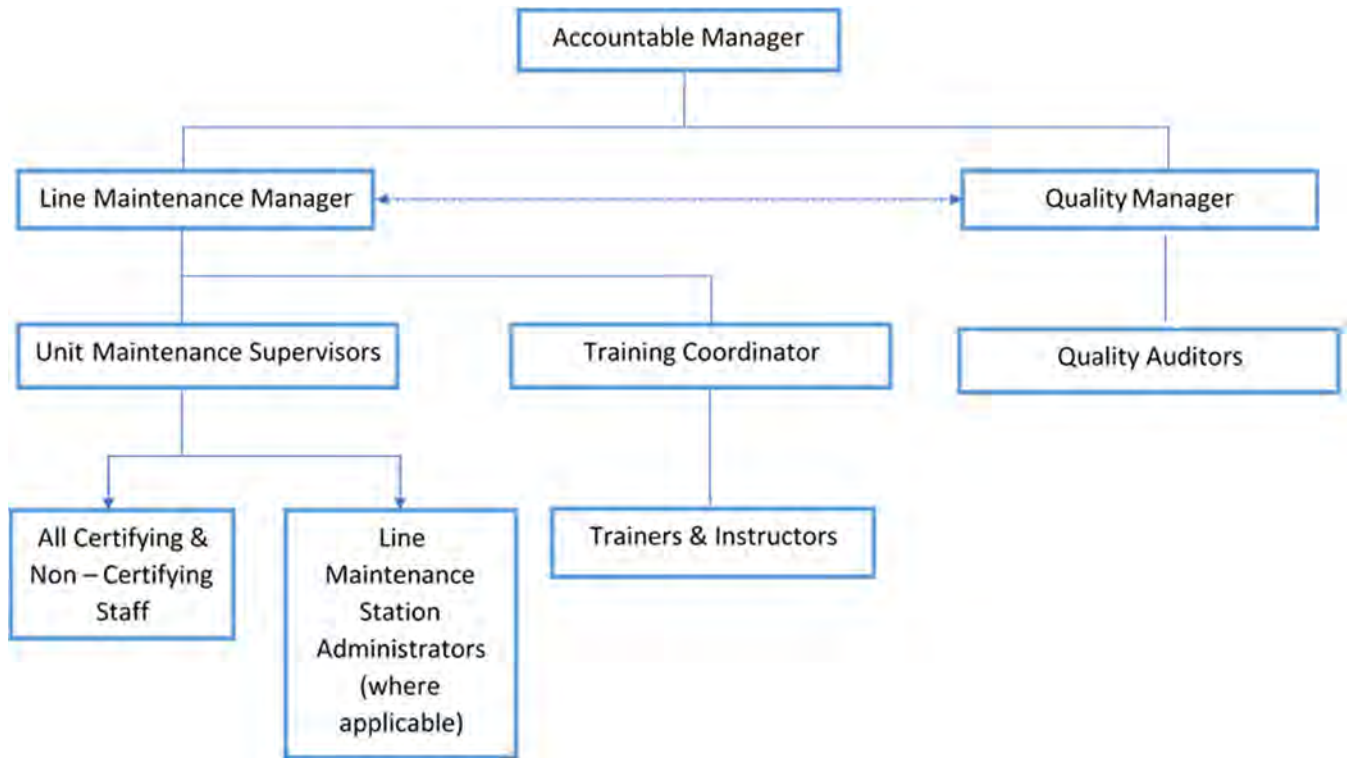 Accountable Manager
Line Maintenance Manager
Quality Manager
Unit Maintenance Supervisors
Training Coordinator
Quality Auditors
All Certifying &
Non – Certifying
Staff
Line
Maintenance
Station
Administrators
(where
applicable)
Trainers & Instructors